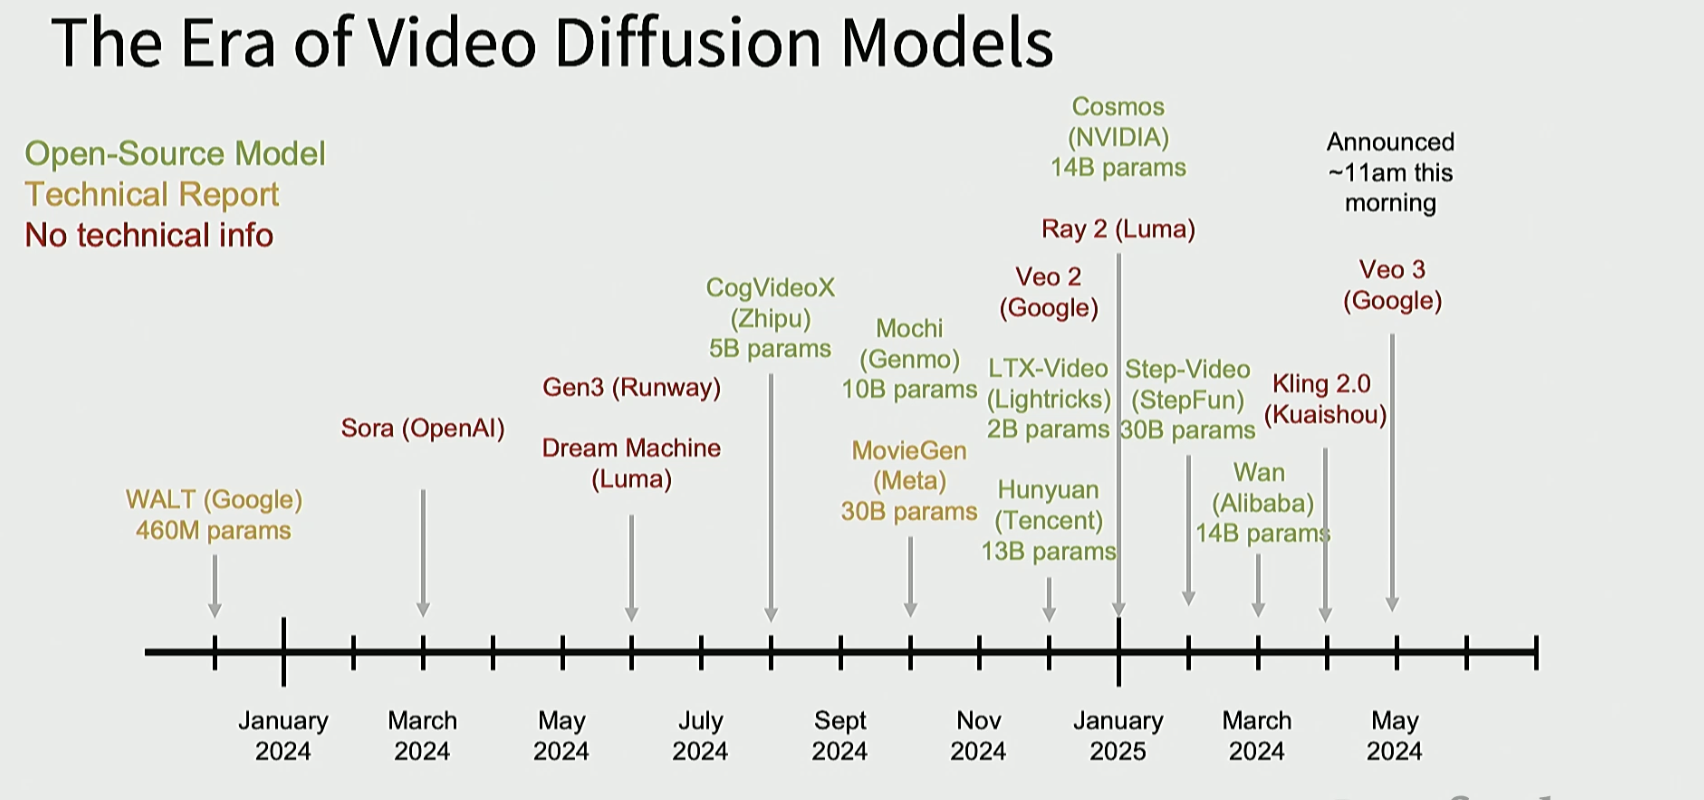 The Era of Video Diffusion Models
Open-Source Model
Technical Report
No technical info
WALT (Google)
460M params
Sora (OpenAI)
Gen3 (Runway)
Dream Machine
(Luma)
CogVideoX
(Zhipu)
5B params
Mochi
(Genmo)
10B params
MovieGen
(Meta)
30B params
Cosmos
(NVIDIA)
14B params
Ray 2 (Luma)
Veo 2
(Google)
LTX-Video
(Lightricks)
2B params
Hunyuan
(Tencent)
13B params
Step-Video
(StepFun)
30B params
Wan
(Alibaba)
14B params
Kling 2.0
(Kuaishou)
Announced
~11am this
morning
Veo 3
(Google)
January
2024
March
2024
May
2024
July
2024
Sept
2024
Nov
2024
January
2025
March
2024
May
2024